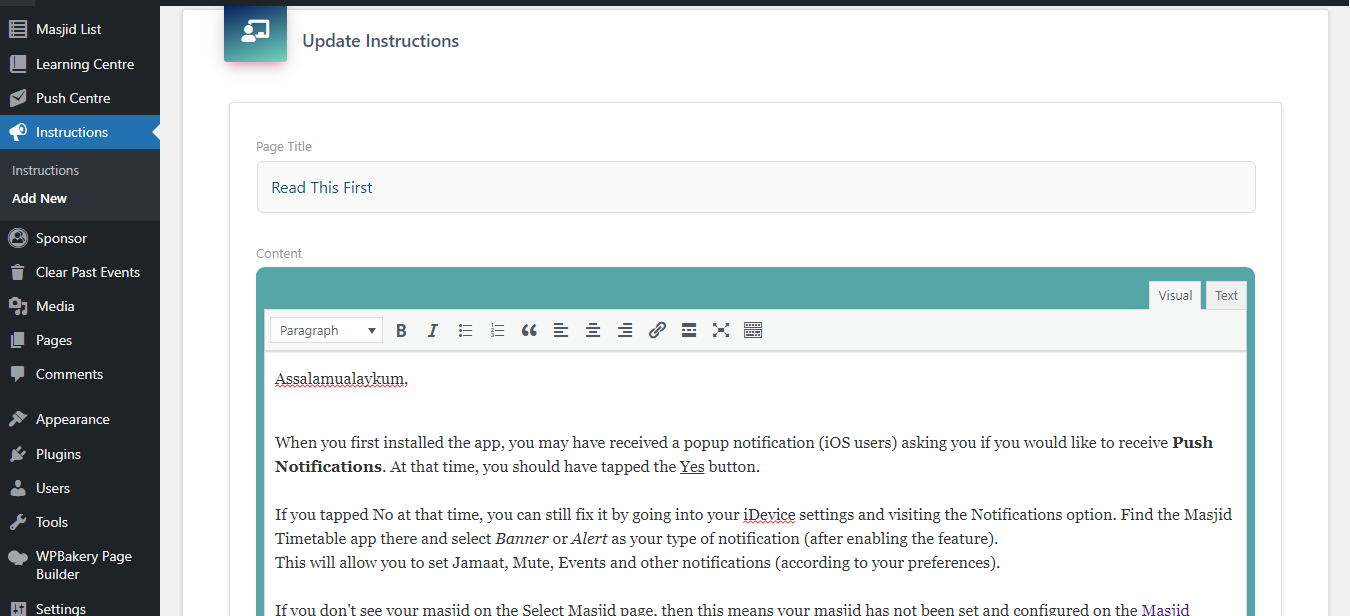 Masjid List
Learning Centre
Push Centre
Instructions
Instructions
Add New
Sponsor
Clear Past Events
Media
Pages
Comments
Appearance
Plugins
Users
Tools
WPBakery Page
Builder
Settings
Update Instructions
Page Title
Read This First
Content
Visual
Text
Paragraph
B
I
Assalamualaykum,
When you first installed the app, you may have received a popup notification (iOS users) asking you if you would like to receive Push
Notifications. At that time, you should have tapped the Yes button.
If you tapped No at that time, you can still fix it by going into your iDevice settings and visiting the Notifications option. Find the Masjid
Timetable app there and select Banner or Alert as your type of notification (after enabling the feature).
This will allow you to set Jamaat, Mute, Events and other notifications (according to your preferences).
If you don't see your masjid on the Select Masjid page, then this means your masjid has not been set and configured on the Masjid